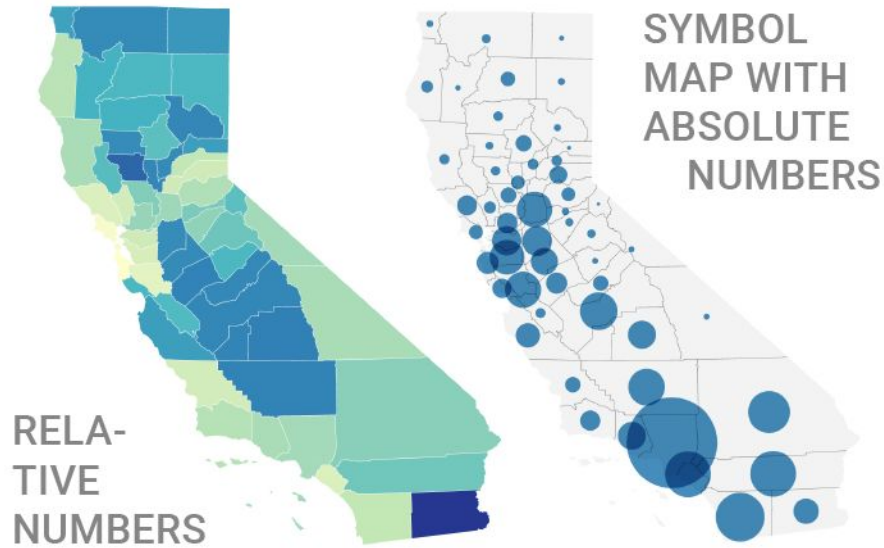 SYMBOL
MAP WITH
ABSOLUTE
NUMBERS
RELA-
TIVE
NUMBERS